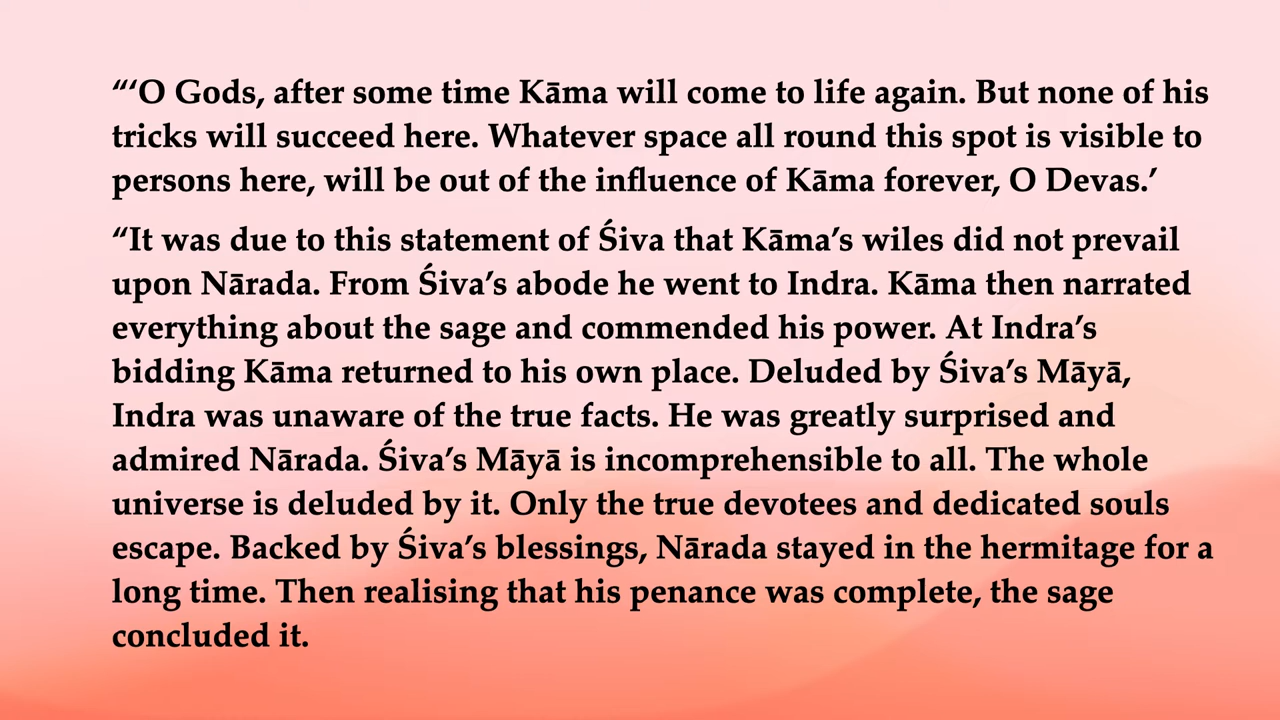 “‘O Gods, after some time Kāma will come to life again. But none of his
tricks will succeed here. Whatever space all round this spot is visible to
persons here, will be out of the influence of Kāma forever, O Devas.’
“It was due to this statement of Śiva that Kāma’s wiles did not prevail
upon Nārada. From Śiva’s abode he went to Indra. Kāma then narrated
everything about the sage and commended his power. At Indra’s
bidding Kāma returned to his own place. Deluded by Śiva’s Māyā,
Indra was unaware of the true facts. He was greatly surprised and
admired Nārada. Śiva’s Māyā is incomprehensible to all. The whole
universe is deluded by it. Only the true devotees and dedicated souls
escape. Backed by Śiva’s blessings, Nārada stayed in the hermitage for a
long time. Then realising that his penance was complete, the sage
concluded it.